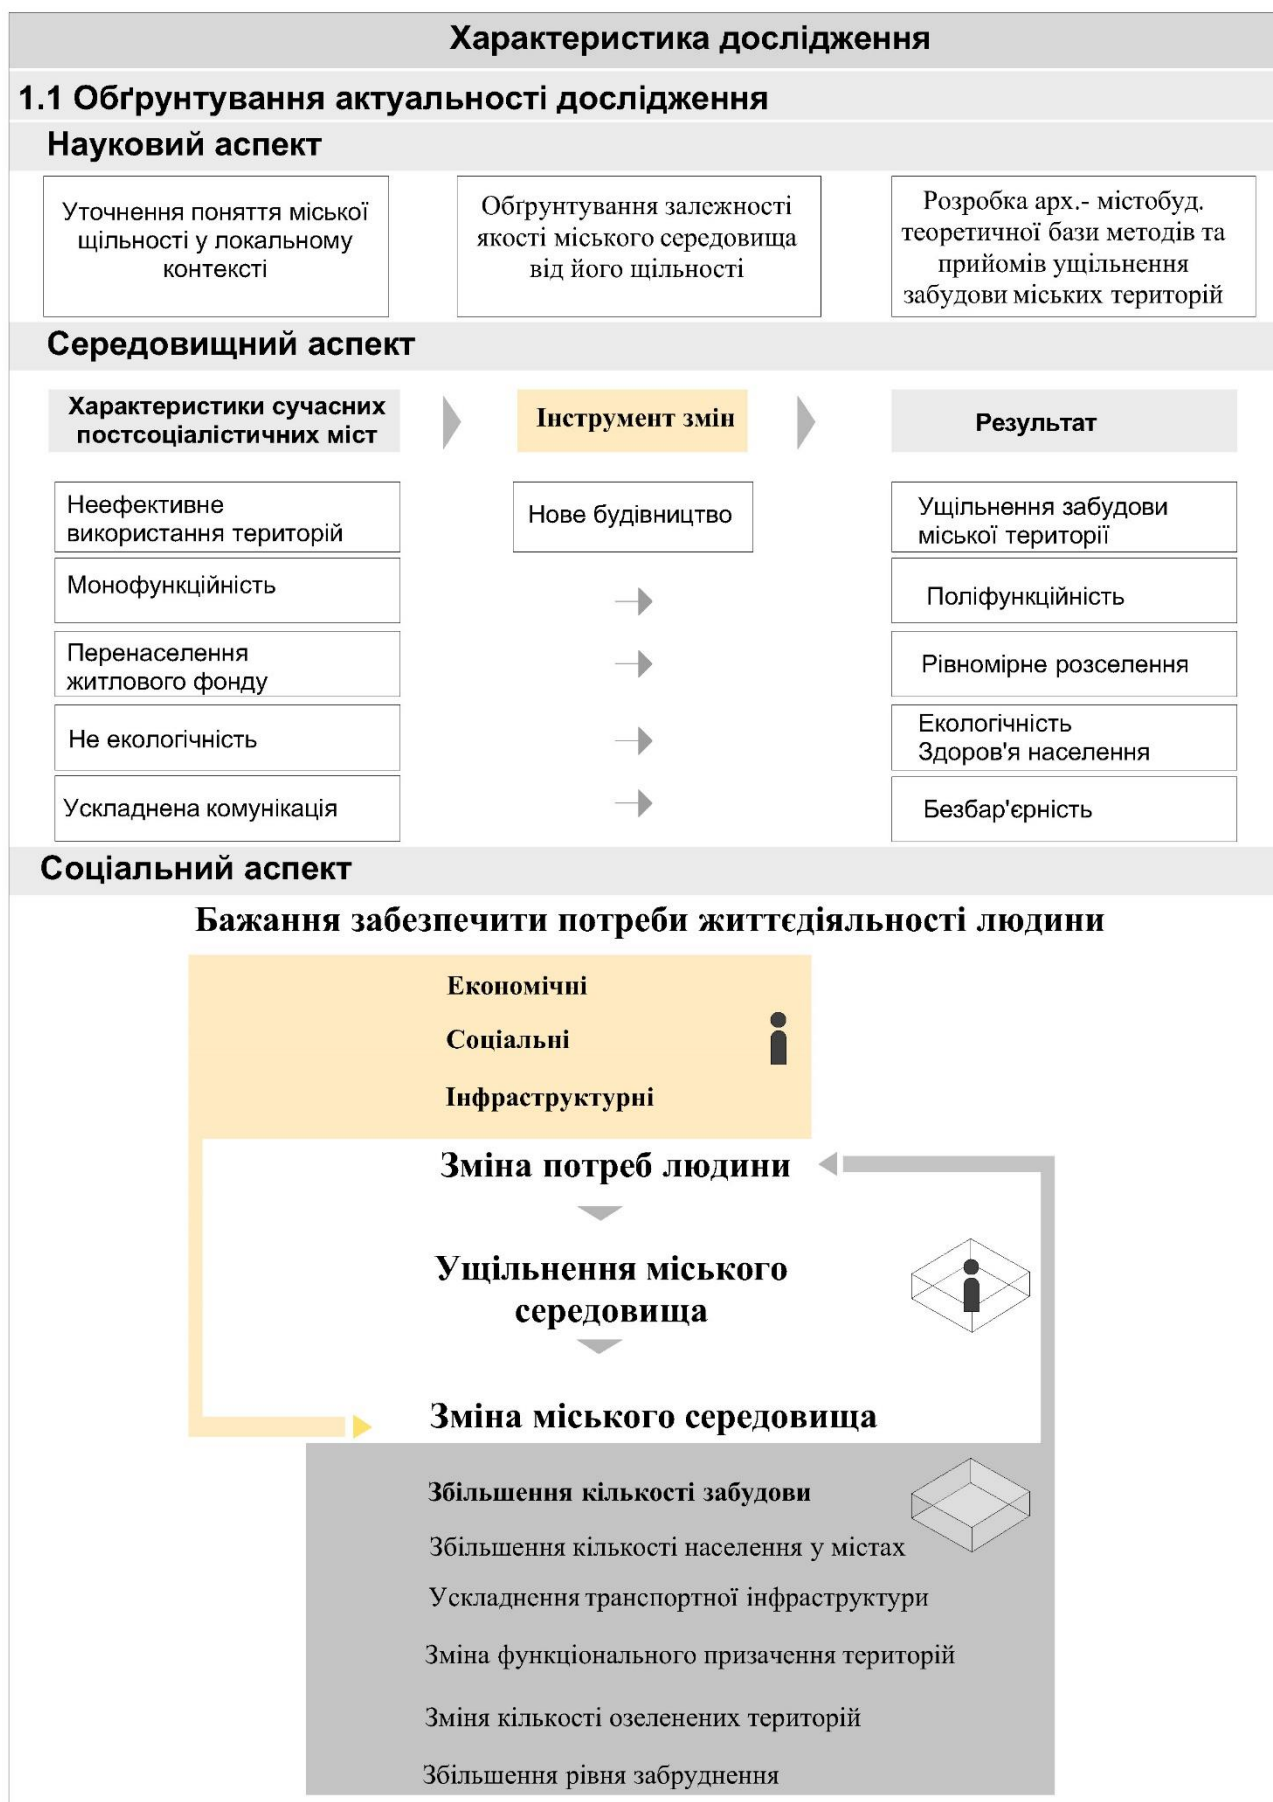 Характеристика дослідження
1.1 Обґрунтування актуальності дослідження
Науковий аспект
Уточнення поняття міської
щільності у локальному
контексті
Обґрунтування залежності
якості міського середовища
від його щільності
Розробка арх.- містобуд.
теоретичної бази методів та
прийомів ущільнення
забудови міських територій
Середовищний аспект
Характеристики сучасних
постсоціалістичних міст
Інструмент змін
Результат
Неефективне
використання територій
Нове будівництво
Ущільнення забудови
міської території
Монофункційність
Поліфункційність
Перенаселення
житлового фонду
Рівномірне розселення
Не екологічність
Екологічність
Здоров'я населення
Ускладнена комунікація
Безбар'єрність
Соціальний аспект
Бажання забезпечити потреби життєдіяльності людини
Економічні
Соціальні
Інфраструктурні
Зміна потреб людини
Ущільнення міського
середовища
Зміна міського середовища
Збільшення кількості забудови
Збільшення кількості населення у містах
Ускладнення транспортної інфраструктури
Зміна функціонального призачення територій
Зміня кількості озеленених територій
Збільшення рівня забруднення